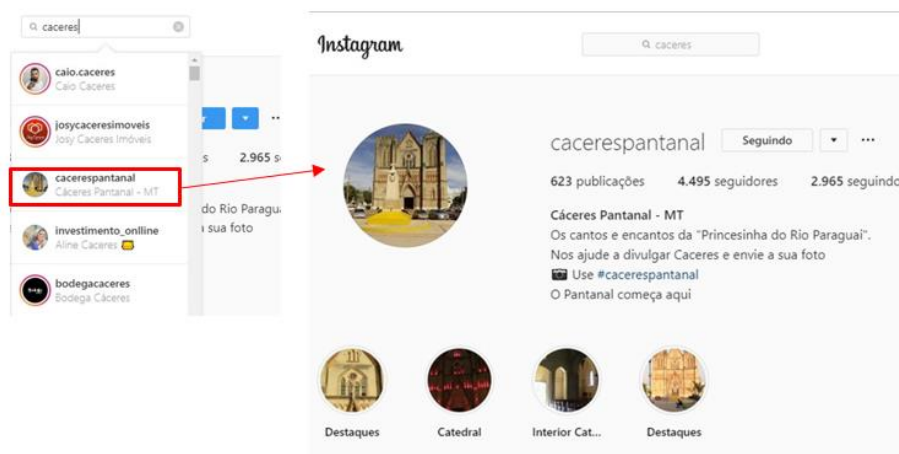 caceres
caio.caceres
Caio Caceres
josycaceresimoveis
Josy Caceres Imóveis
cacerespantanal
Cáceres Pantanal - MT
investimento_onlline
Aline Caceres
bodegacaceres
Bodega Cáceres
r
...
s 2.965 s
do Rio Paragua
a sua foto
Instagram
caceres
cacerespantanal Seguindo ...
623 publicações 4.495 seguidores 2.965 seguindo
Cáceres Pantanal - MT
Os cantos e encantos da "Princesinha do Rio Paraguai".
Nos ajude a divulgar Caceres e envie a sua foto
Use #cacerespantanal
O Pantanal começa aqui
Destaques Catedral Interior Cat... Destaques